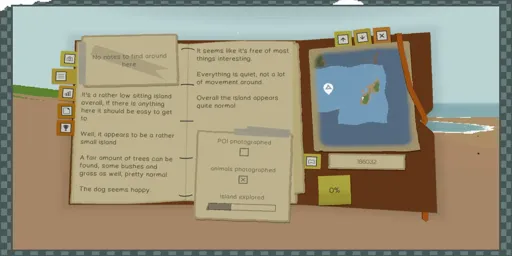 No notes to find around
here
It's a rather low sitting island
overall, if there is anything
here it should be easy to get
to
Well, it appears to be a rather
small island
A fair amount of trees can be
found, some bushes and
grass as well, pretty normal
The dog seems happy.
It seems like it's free of most
things interesting.
Everything is quiet, not a lot
of movement around.
Overall the island appears
quite normal
POI photographed
animals photographed
Island explored
0%